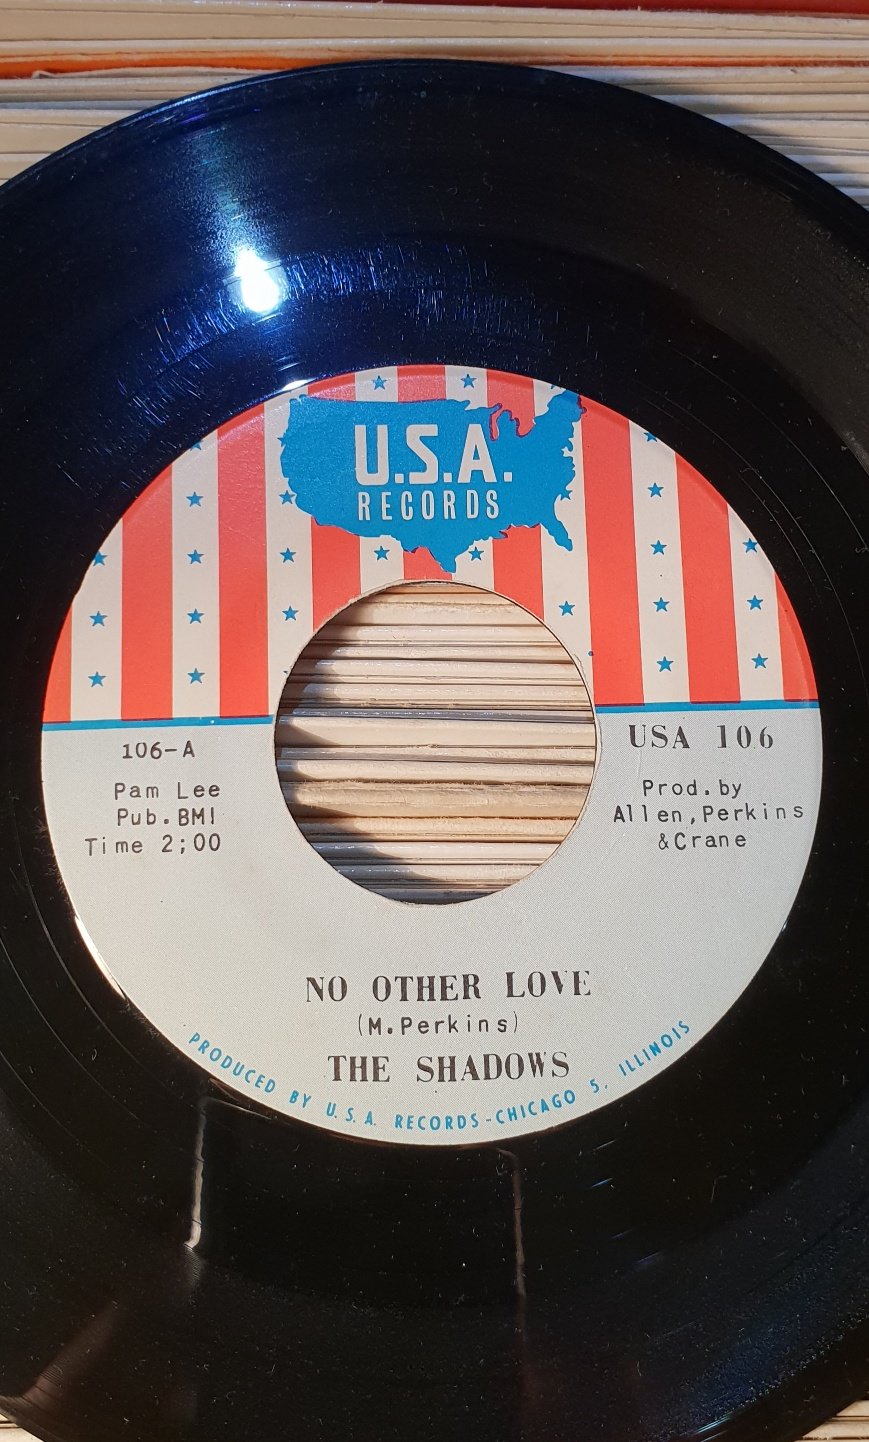 U.S.A.
RECORDS
106-A
Pam Lee
Pub.BMI
Time 2;00
USA 106
Prod.by
Allen,Perkins
&Crane
NO OTHER LOVE
(M.Perkins)
THE SHADOWS
PRODUCED BY U.S.A. RECORDS-CHICAGO 5, ILLINOIS